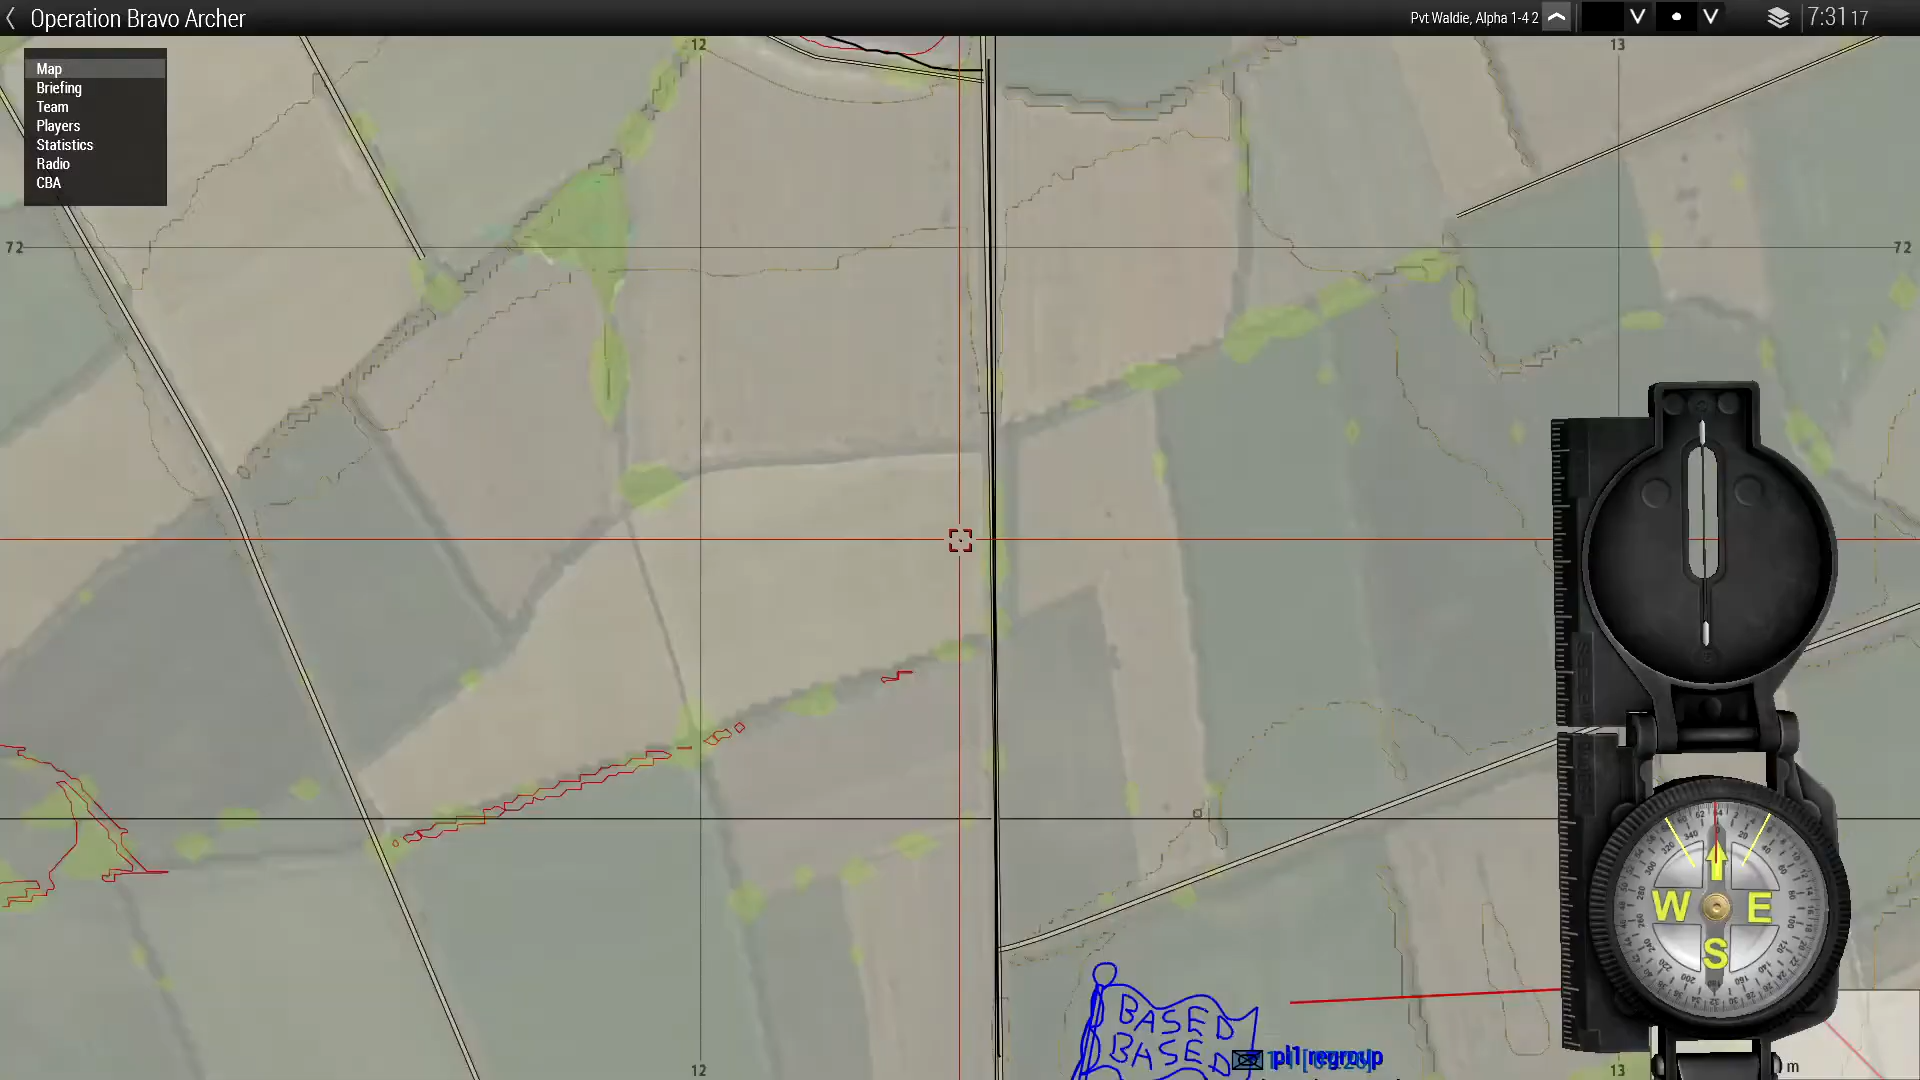 Operation Bravo Archer
Pvt Waldie, Alpha 1-4 2
7:31 17
Map
Briefing
Team
Players
Statistics
Radio
CBA
12
13
72
72
W
E
S
BASED
BASED
pl1 regroup
12
13
m